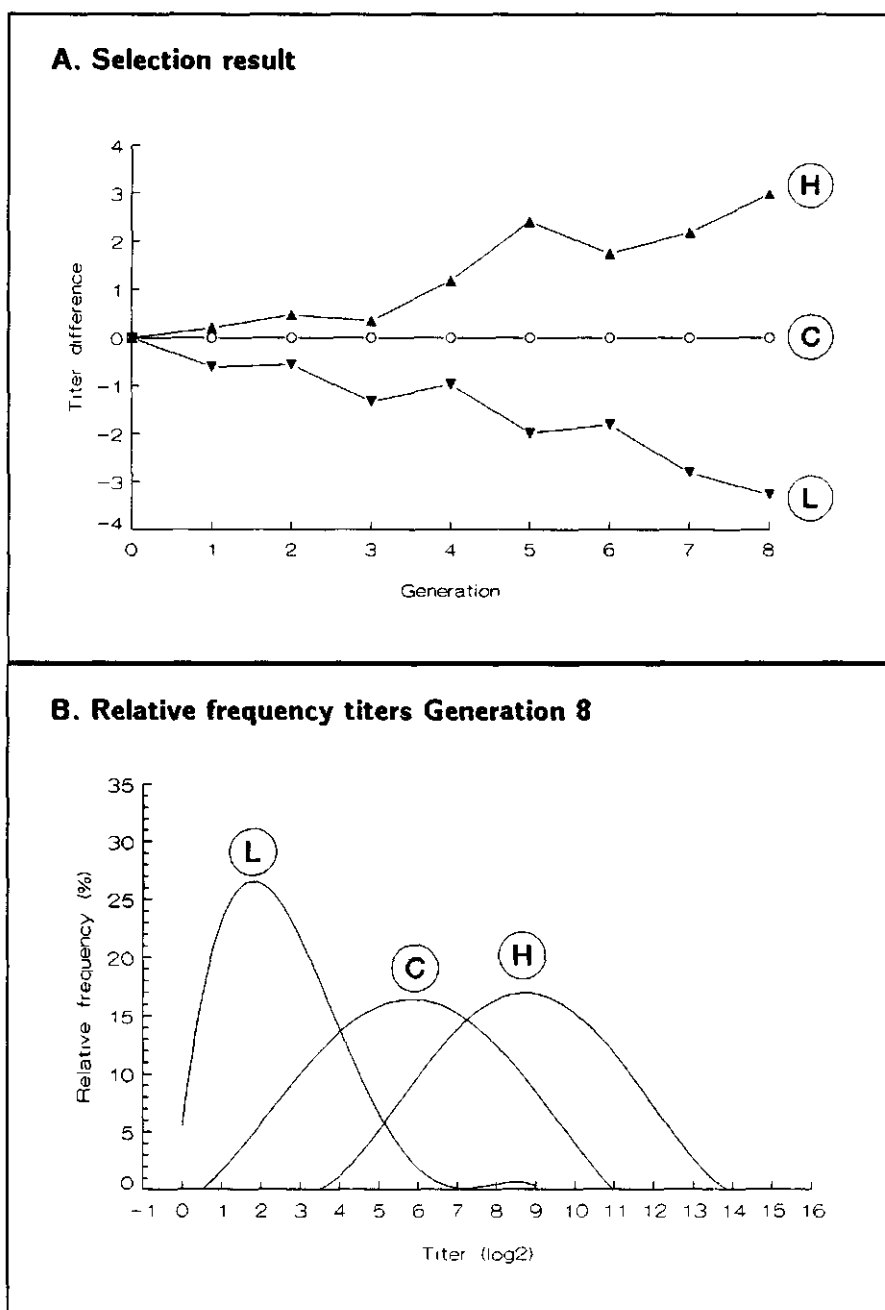 A. Selection result
4
3
2
1
0
-1
-2
-3
-4
Titer difference
H
C
L
0 1 2 3 4 5 6 7 8
Generation
B. Relative frequency titers Generation 8
35
30
25
20
15
10
5
0
Relative frequency (%)
L
C
H
-1 0 1 2 3 4 5 6 7 8 9 10 11 12 13 14 15 16
Titer (log2)